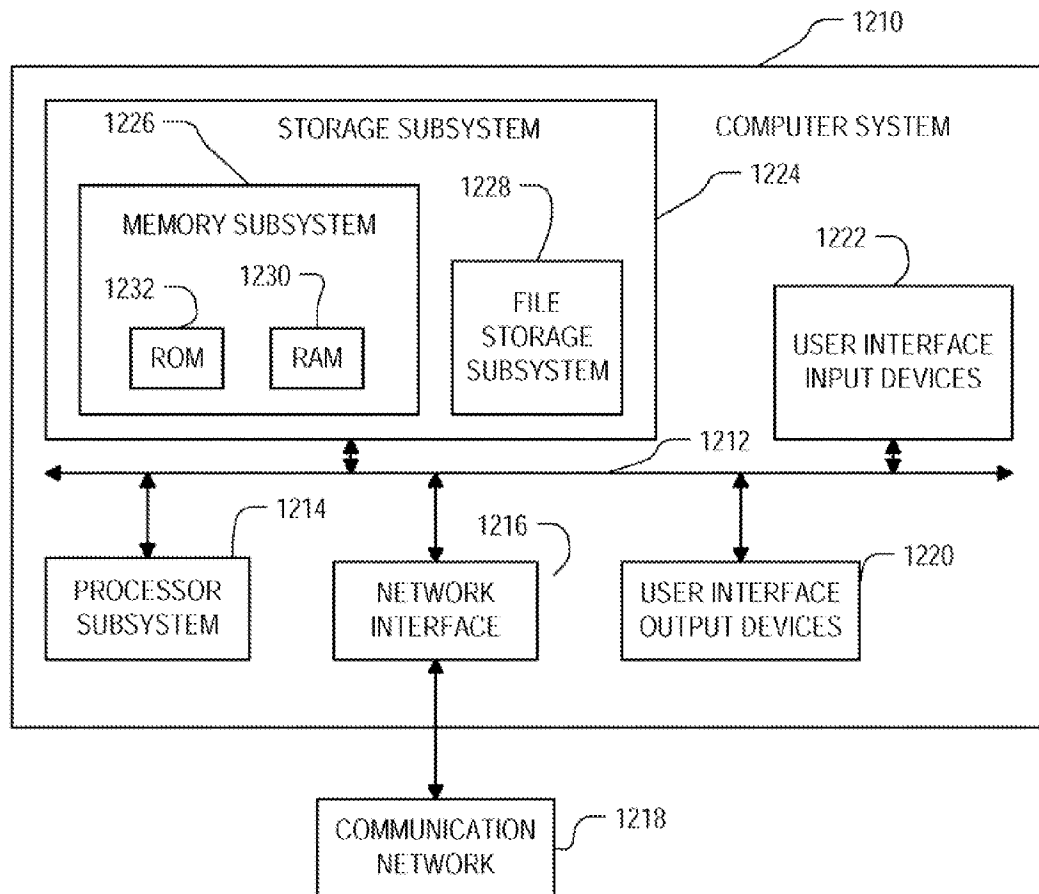 1210
STORAGE SUBSYSTEM
COMPUTER SYSTEM
1226
1224
1228
MEMORY SUBSYSTEM
1222
1232
1230
FILE
STORAGE
SUBSYSTEM
ROM
RAM
USER INTERFACE
INPUT DEVICES
1212
1214
1216
1220
PROCESSOR
SUBSYSTEM
NETWORK
INTERFACE
USER INTERFACE
OUTPUT DEVICES
COMMUNICATION
NETWORK
1218